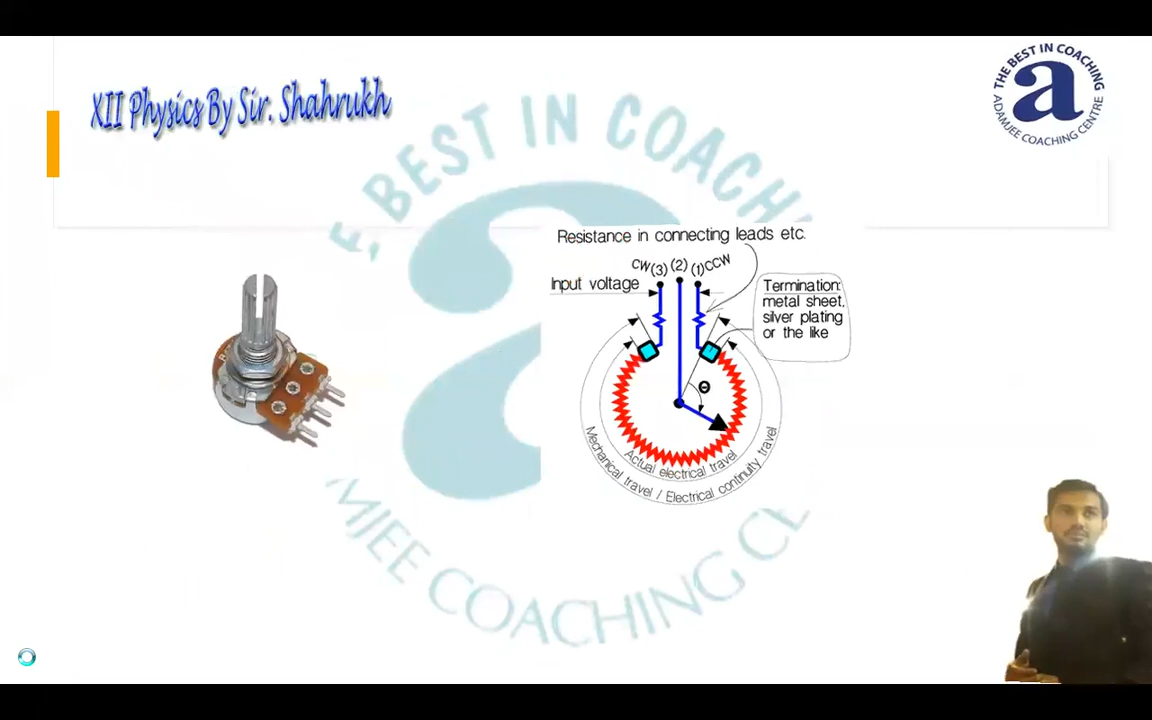 XII Physics By Sir. Shahrukh
THE BEST IN COACHING
a
ADAMJEE COACHING CENTRE
BEST IN COACHIN
Resistance in connecting leads etc.
CW(3) (2) (1)CCW
Input voltage
Termination:
metal sheet,
silver plating
or the like
Θ
Actual electrical travel
Mechanical travel / Electrical continuity travel
MJEE COACHING CE